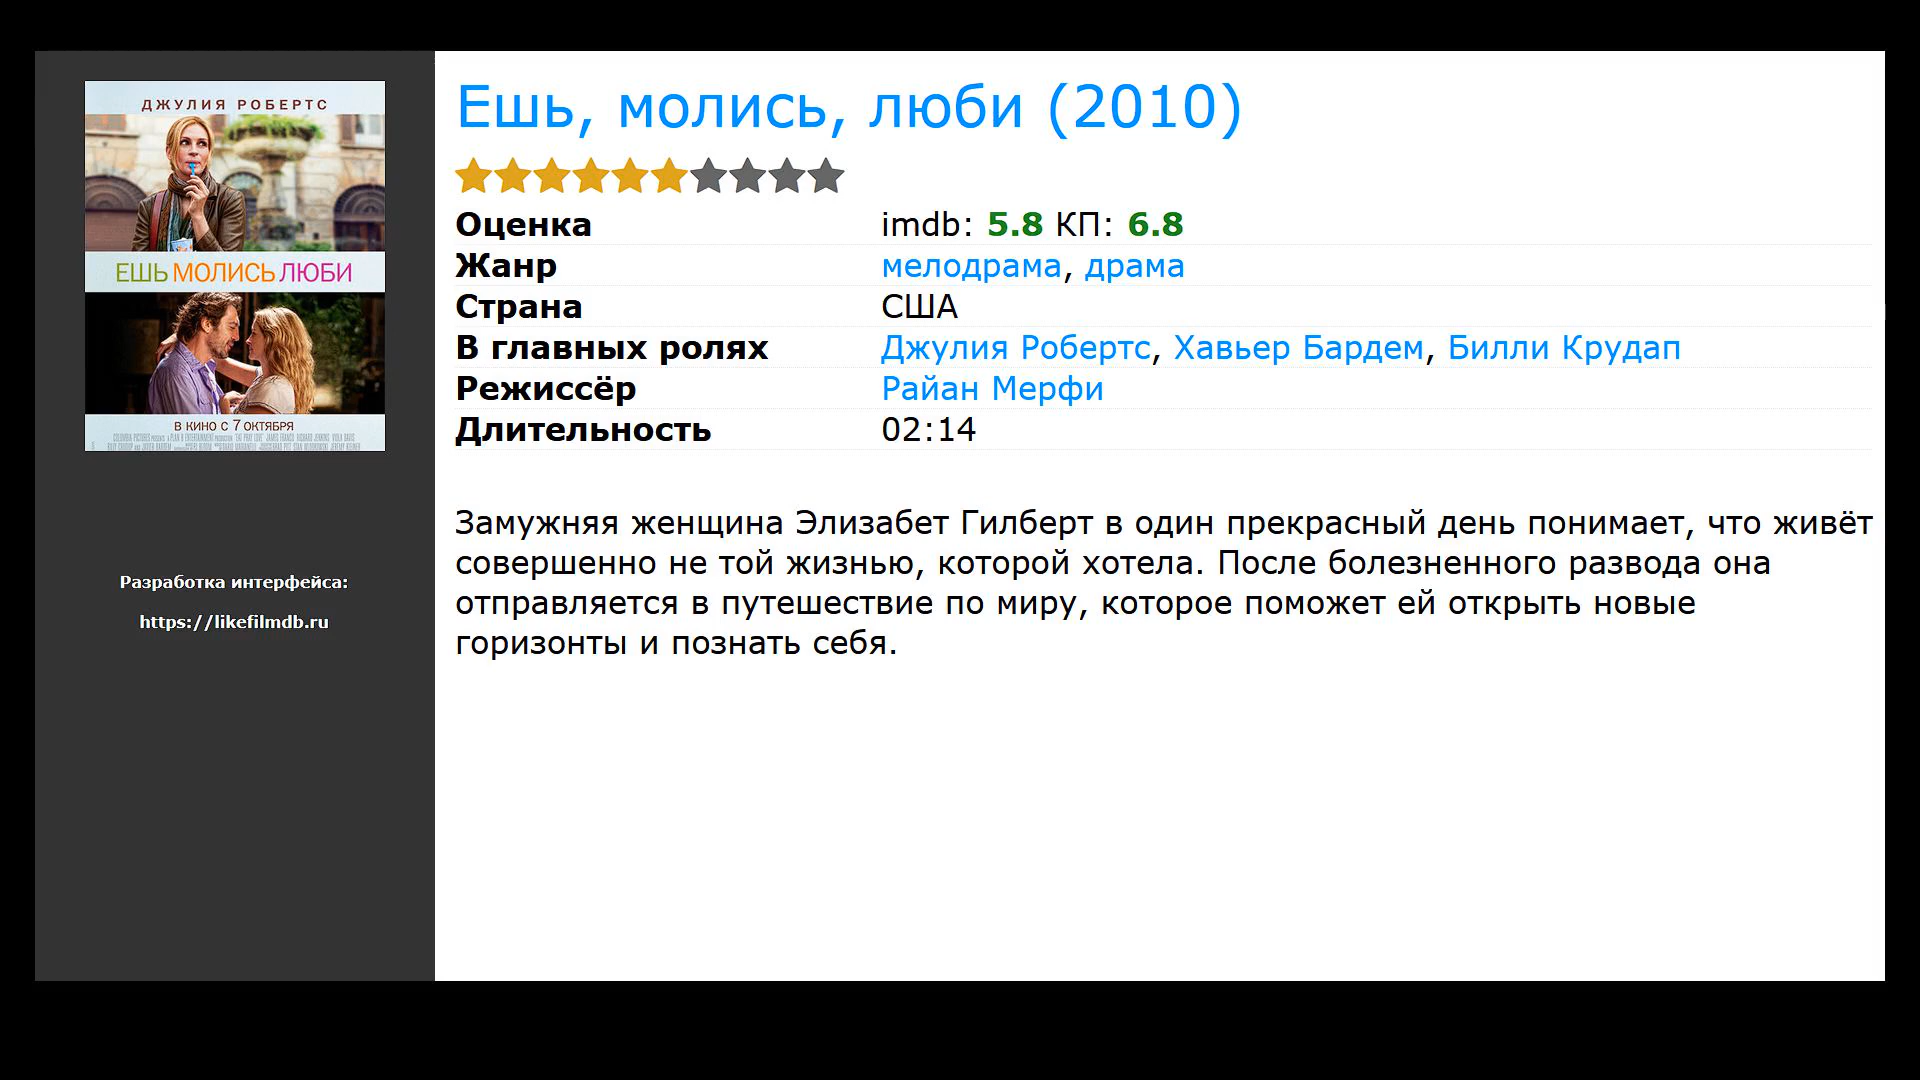 ДЖУЛИЯ РОБЕРТС
ЕШЬ МОЛИСЬ ЛЮБИ
В КИНО С 7 ОКТЯБРЯ
Разработка интерфейса:
https://likefilmdb.ru
Ешь, молись, люби (2010)
Оценка imdb: 5.8 КП: 6.8
Жанр мелодрама, драма
Страна США
В главных ролях Джулия Робертс, Хавьер Бардем, Билли Крудап
Режиссёр Райан Мерфи
Длительность 02:14
Замужняя женщина Элизабет Гилберт в один прекрасный день понимает, что живёт
совершенно не той жизнью, которой хотела. После болезненного развода она
отправляется в путешествие по миру, которое поможет ей открыть новые
горизонты и познать себя.